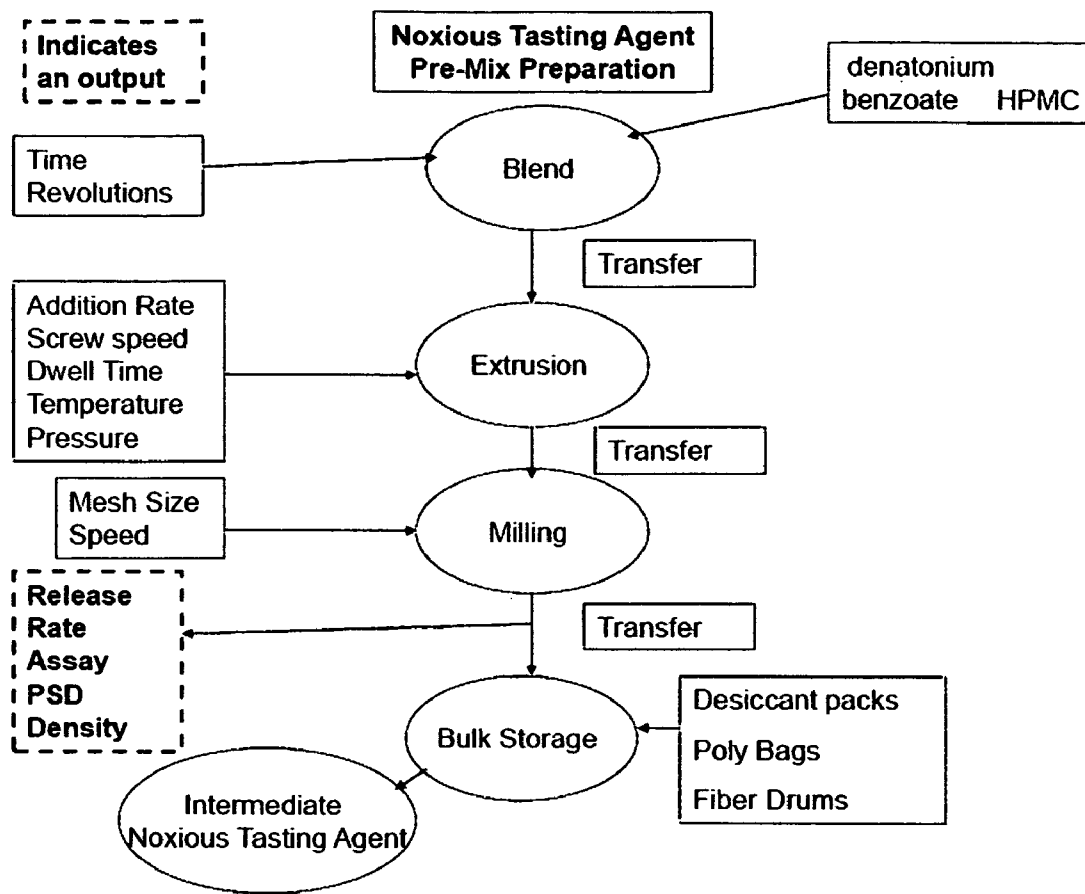 Indicates
an output
Noxious Tasting Agent
Pre-Mix Preparation
denatonium
benzoate HPMC
Time
Revolutions
Blend
Transfer
Addition Rate
Screw speed
Dwell Time
Temperature
Pressure
Extrusion
Transfer
Mesh Size
Speed
Milling
Release
Rate
Assay
PSD
Density
Transfer
Bulk Storage
Desiccant packs
Poly Bags
Fiber Drums
Intermediate
Noxious Tasting Agent